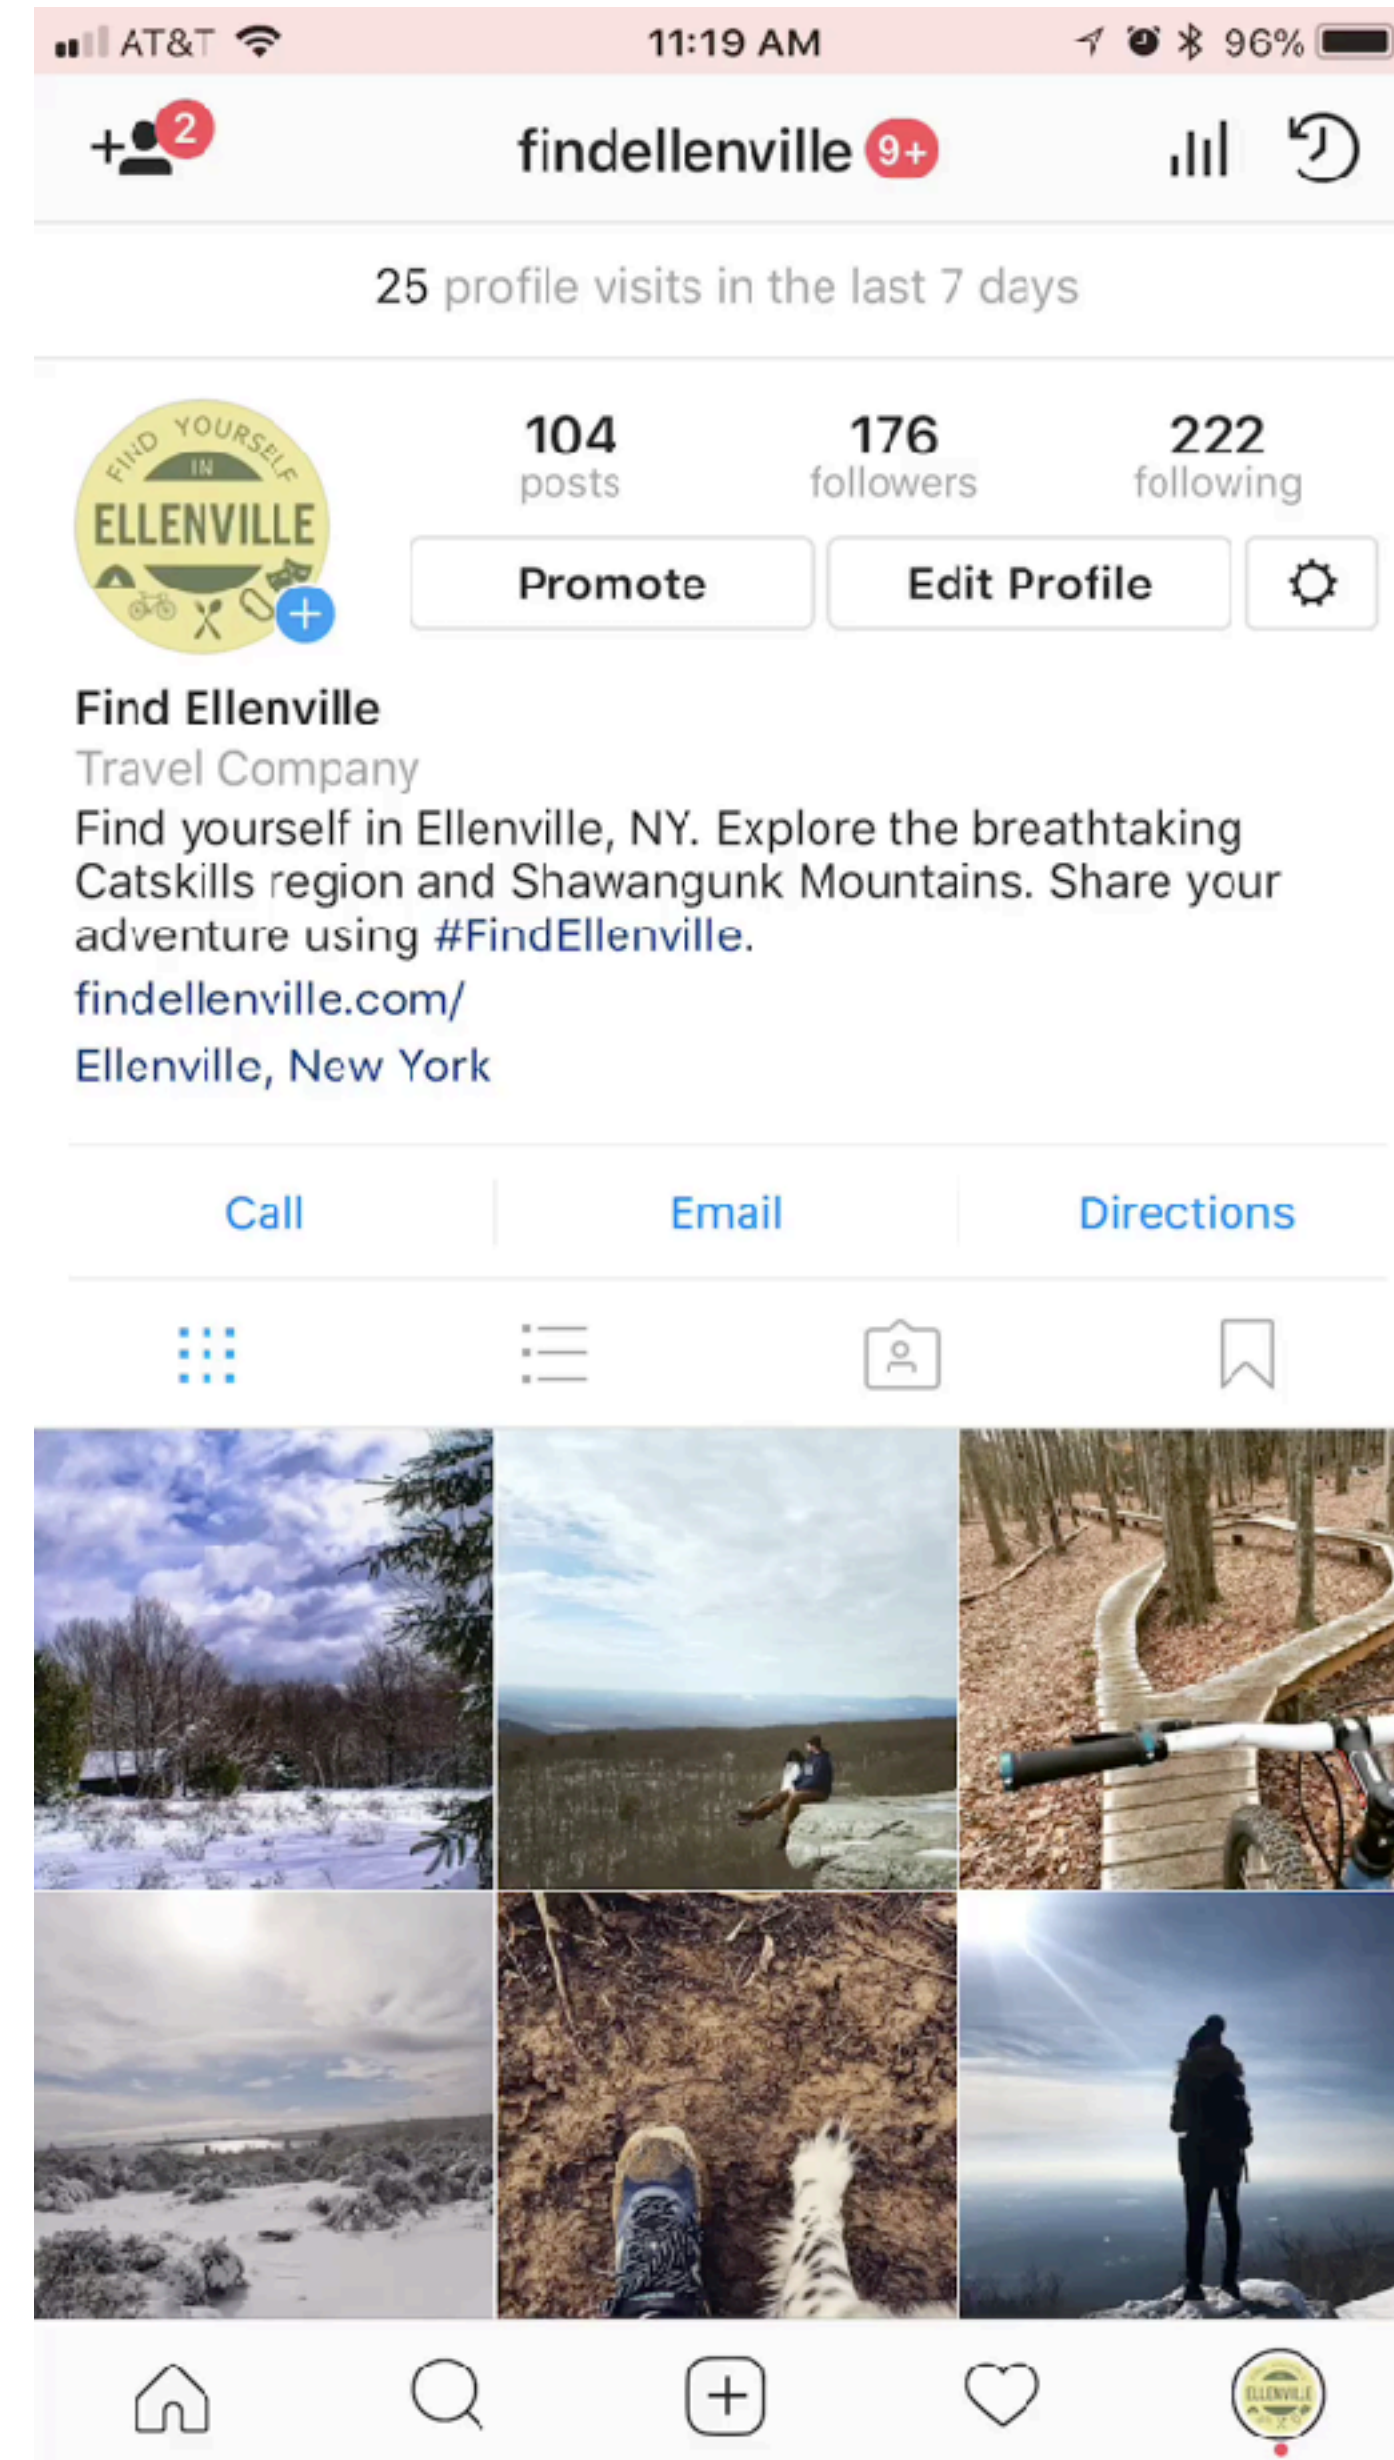 AT&T 11:19 AM 96%
2 findellenville 9+
25 profile visits in the last 7 days
FIND YOURSELF
IN
ELLENVILLE
104 176 222
posts followers following
Promote Edit Profile
Find Ellenville
Travel Company
Find yourself in Ellenville, NY. Explore the breathtaking
Catskills region and Shawangunk Mountains. Share your
adventure using #FindEllenville.
findellenville.com/
Ellenville, New York
Call Email Directions
ELLENVILLE